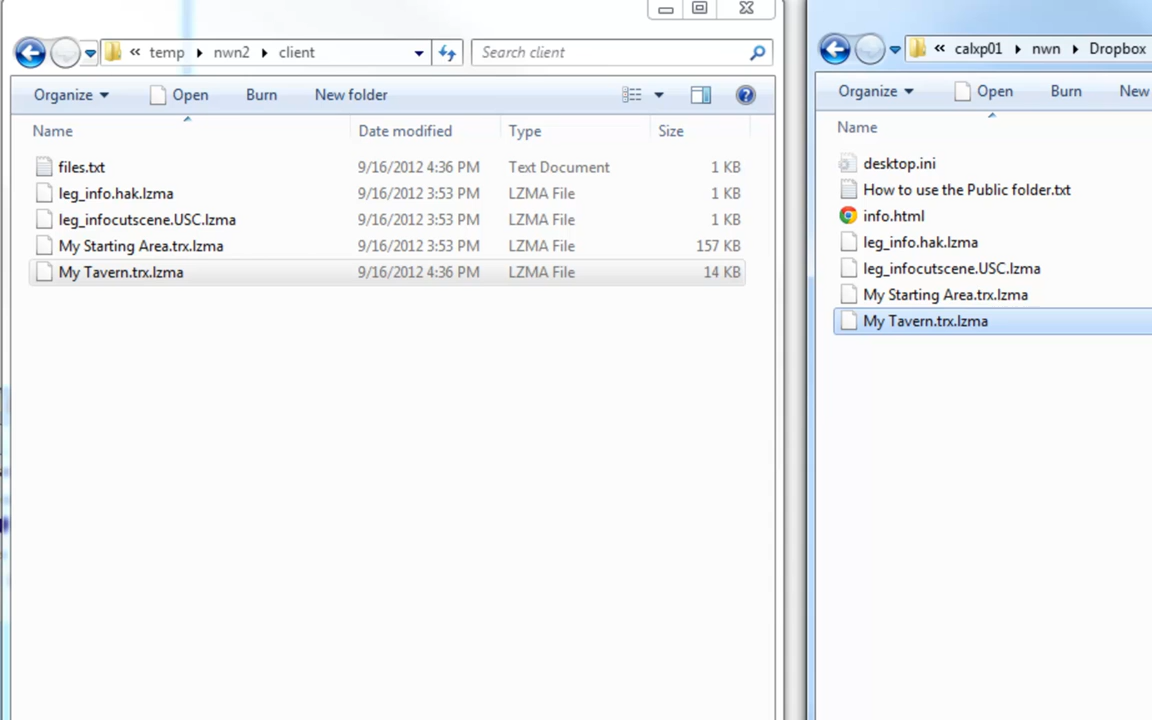 « temp nwn2 client
Search client
Organize Open Burn New folder
Name Date modified Type Size
files.txt 9/16/2012 4:36 PM Text Document 1 KB
leg_info.hak.lzma 9/16/2012 3:53 PM LZMA File 1 KB
leg_infocutscene.USC.lzma 9/16/2012 3:53 PM LZMA File 1 KB
My Starting Area.trx.lzma 9/16/2012 3:53 PM LZMA File 157 KB
My Tavern.trx.lzma 9/16/2012 4:36 PM LZMA File 14 KB
« calxp01 nwn Dropbox
Organize Open Burn New
Name
desktop.ini
How to use the Public folder.txt
info.html
leg_info.hak.lzma
leg_infocutscene.USC.lzma
My Starting Area.trx.lzma
My Tavern.trx.lzma